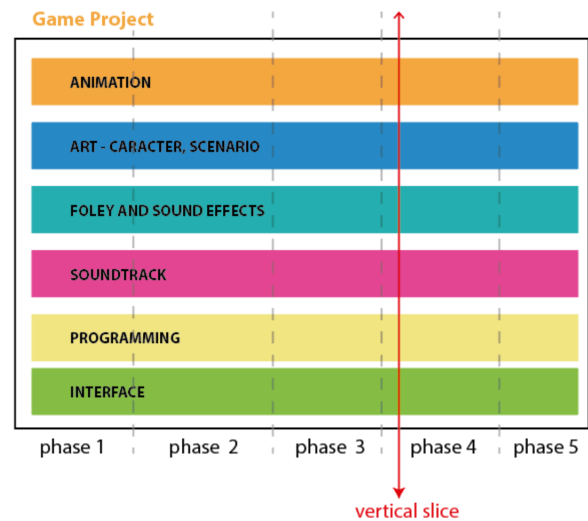 Game Project
ANIMATION
ART - CARACTER, SCENARIO
FOLEY AND SOUND EFFECTS
SOUNDTRACK
PROGRAMMING
INTERFACE
phase 1 phase 2 phase 3 phase 4 phase 5
vertical slice